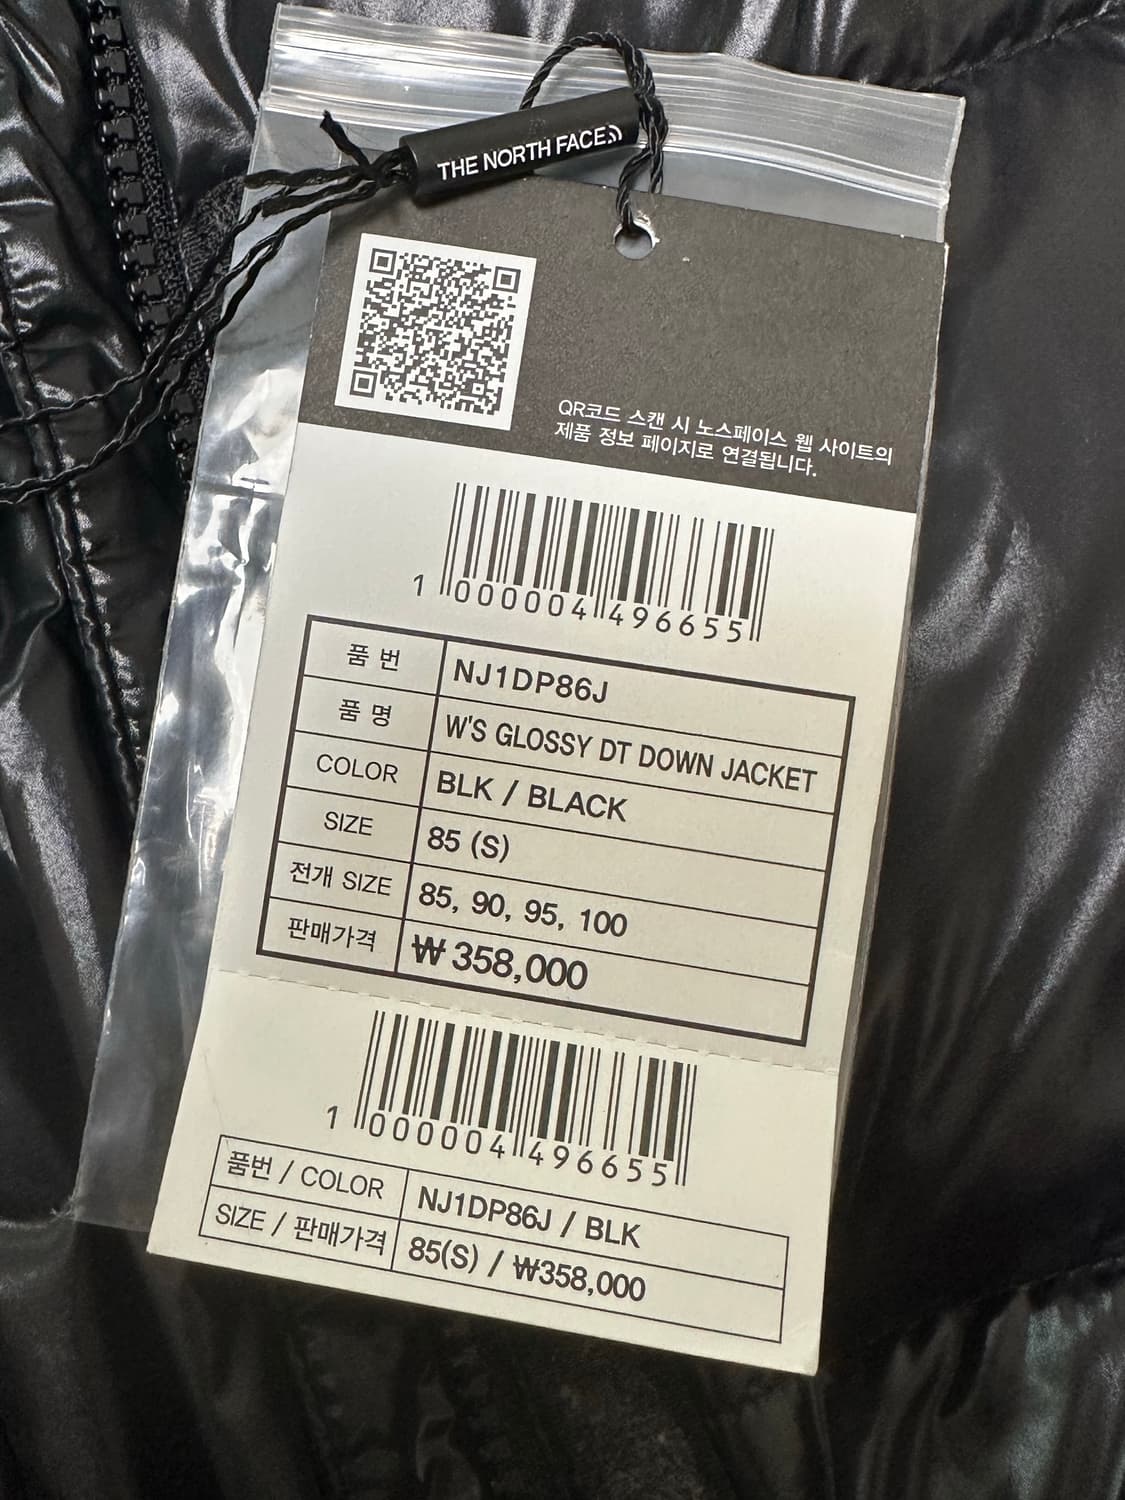 THE NORTH FACE
QR코드 스캔 시 노스페이스 웹 사이트의
제품 정보 페이지로 연결됩니다.
1 000004 496655
품 번 NJ1DP86J
품 명 W'S GLOSSY DT DOWN JACKET
COLOR BLK / BLACK
SIZE 85 (S)
전개 SIZE 85, 90, 95, 100
판매가격 ₩ 358,000
1 000004 496655
품번 / COLOR NJ1DP86J / BLK
SIZE / 판매가격 85(S) / ₩358,000